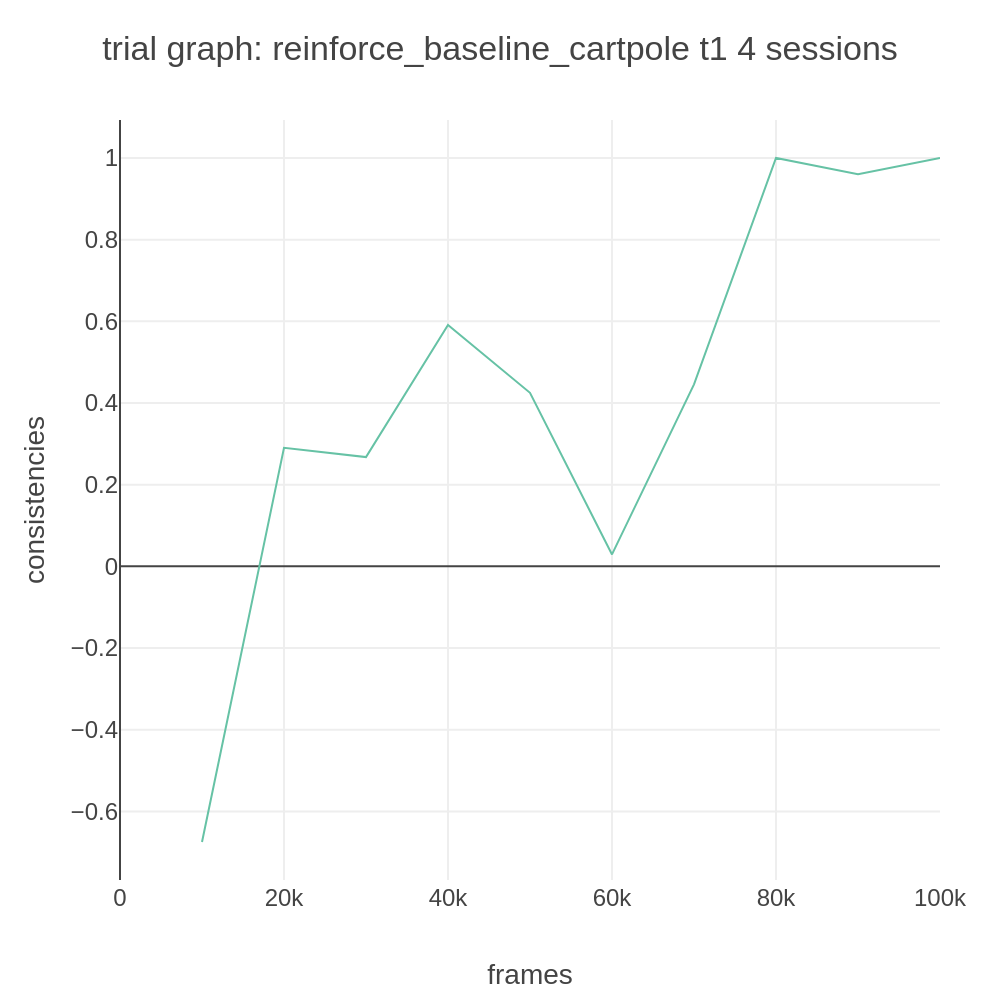 trial graph: reinforce_baseline_cartpole t1 4 sessions
consistencies
1
0.8
0.6
0.4
0.2
0
−0.2
−0.4
−0.6
0 20k 40k 60k 80k 100k
frames